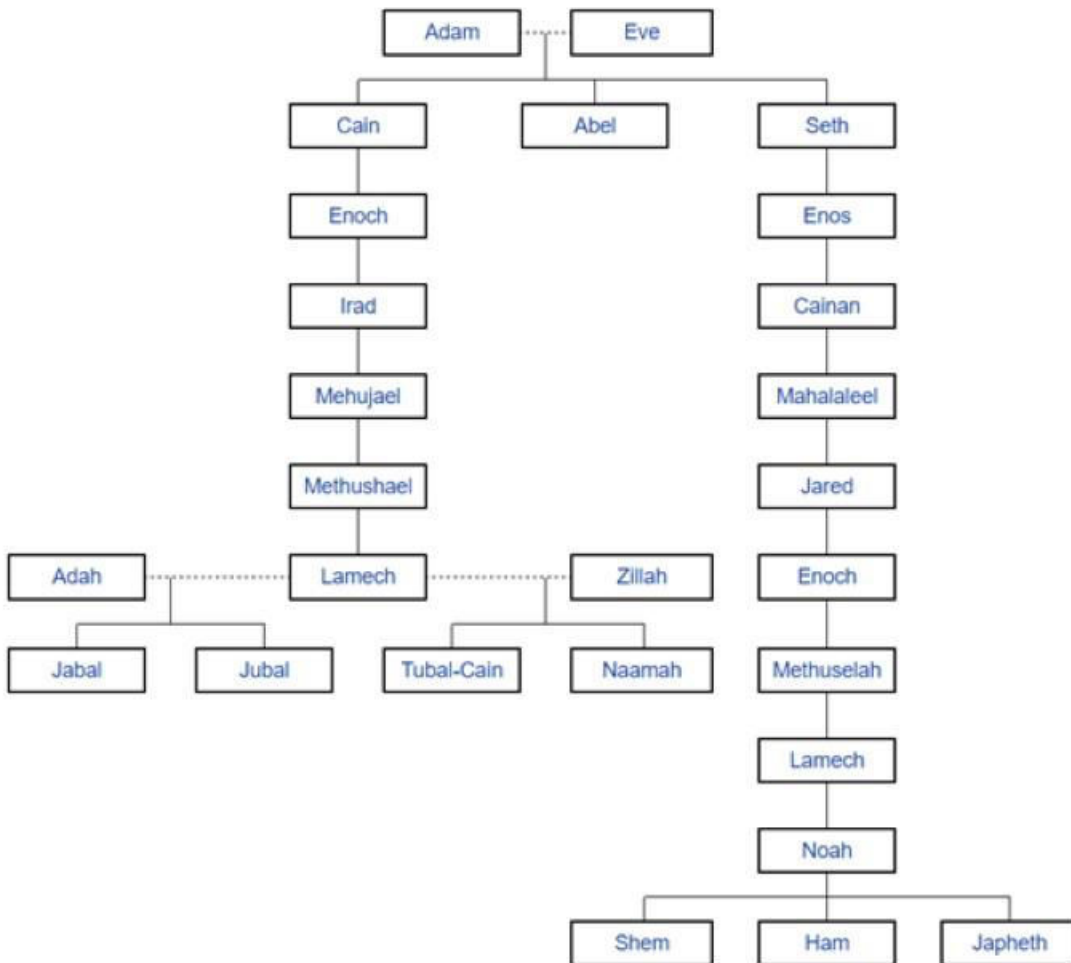 Adam Eve
Cain Abel Seth
Enoch Enos
Irad Cainan
Mehujael Mahalaleel
Methushael Jared
Adah Lamech Zillah Enoch
Jabal Jubal Tubal-Cain Naamah Methuselah
Lamech
Noah
Shem Ham Japheth